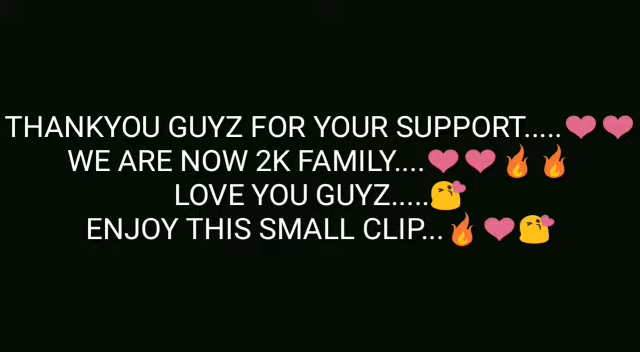 THANKYOU GUYZ FOR YOUR SUPPORT.....❤❤
WE ARE NOW 2K FAMILY....❤❤🔥🔥
LOVE YOU GUYZ.....😘
ENJOY THIS SMALL CLIP...🔥❤😘